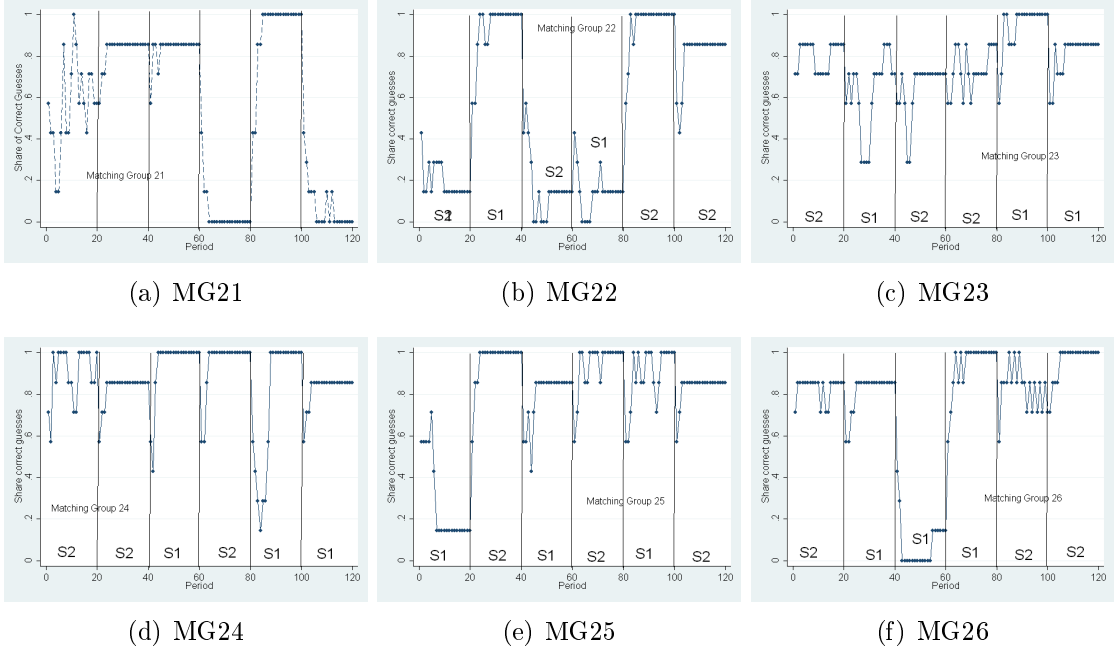 Share of Correct Guesses
1
.8
.6
.4
.2
0
Matching Group 21
0 20 40 60 80 100 120
Period
(a) MG21
Share of correct guesses
1
.8
.6
.4
.2
0
Matching Group 22
S1
S2
S1 S2 S2
0 20 40 60 80 100 120
Period
(b) MG22
Share correct guesses
1
.8
.6
.4
.2
0
Matching Group 23
S2 S1 S2 S2 S1 S1
0 20 40 60 80 100 120
Period
(c) MG23
Share correct guesses
1
.8
.6
.4
.2
0
Matching Group 24
S2 S2 S1 S2 S1 S1
0 20 40 60 80 100 120
Period
(d) MG24
Share correct guesses
1
.8
.6
.4
.2
0
Matching Group 25
S1 S2 S1 S2 S1 S2
0 20 40 60 80 100 120
Period
(e) MG25
Share correct guesses
1
.8
.6
.4
.2
0
Matching Group 26
S2 S1 S1 S1 S2 S2
0 20 40 60 80 100 120
Period
(f) MG26